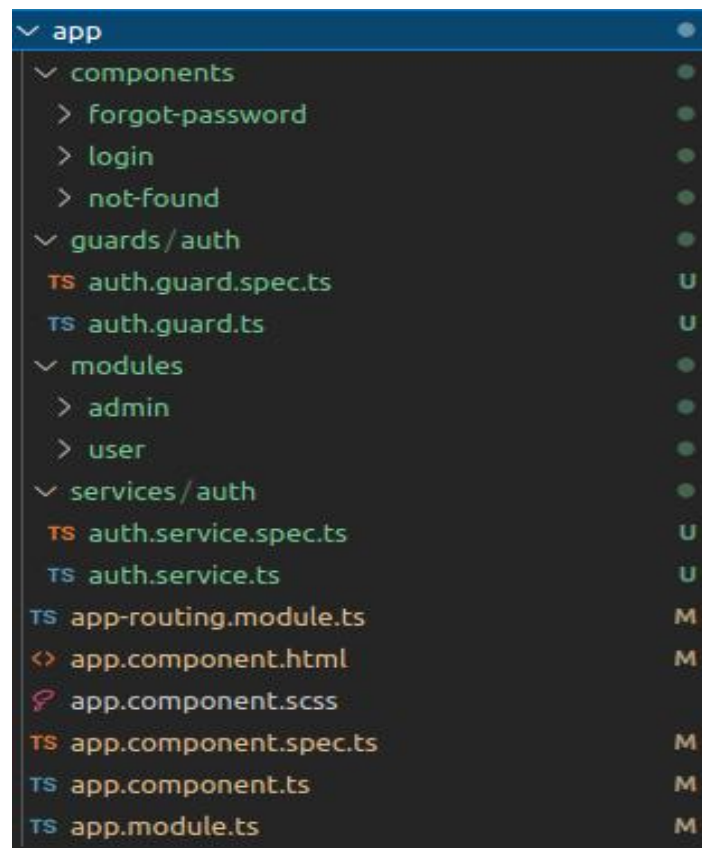 app
components
forgot-password
login
not-found
guards/auth
TS auth.guard.spec.ts U
TS auth.guard.ts U
modules
admin
user
services/auth
TS auth.service.spec.ts U
TS auth.service.ts U
TS app-routing.module.ts M
<> app.component.html M
app.component.scss
TS app.component.spec.ts M
TS app.component.ts M
TS app.module.ts M